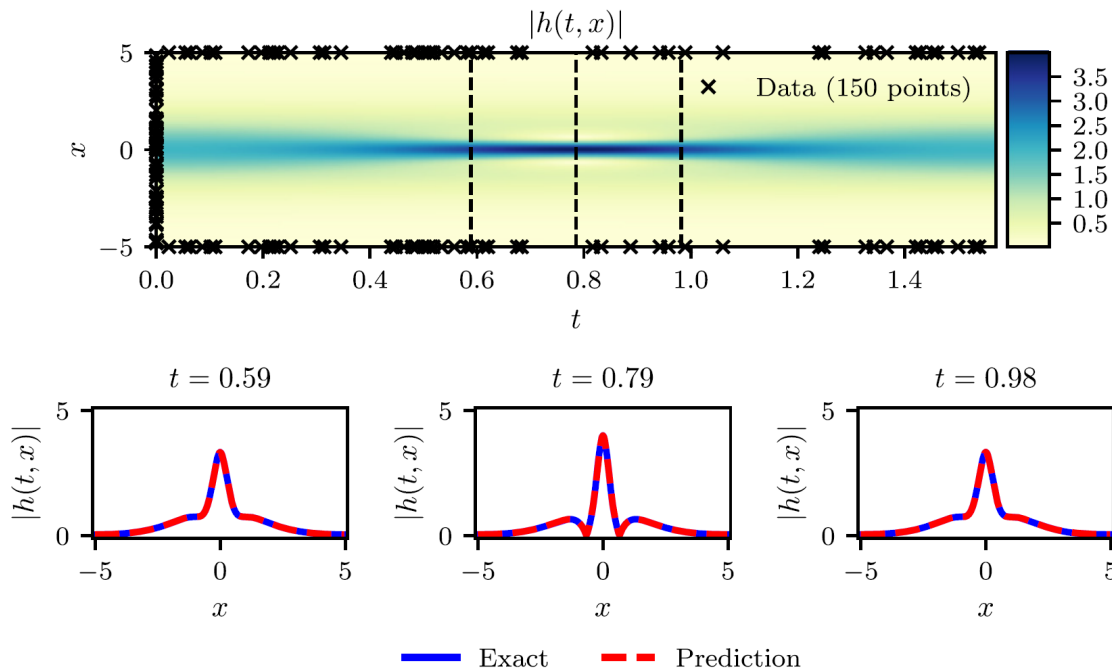 |h(t, x)|
5
0
−5
x
Data (150 points)
3.5
3.0
2.5
2.0
1.5
1.0
0.5
0.0 0.2 0.4 0.6 0.8 1.0 1.2 1.4
t
t = 0.59 t = 0.79 t = 0.98
|h(t, x)| |h(t, x)| |h(t, x)|
5 5 5
0 0 0
−5 0 5 −5 0 5 −5 0 5
x x x
Exact Prediction